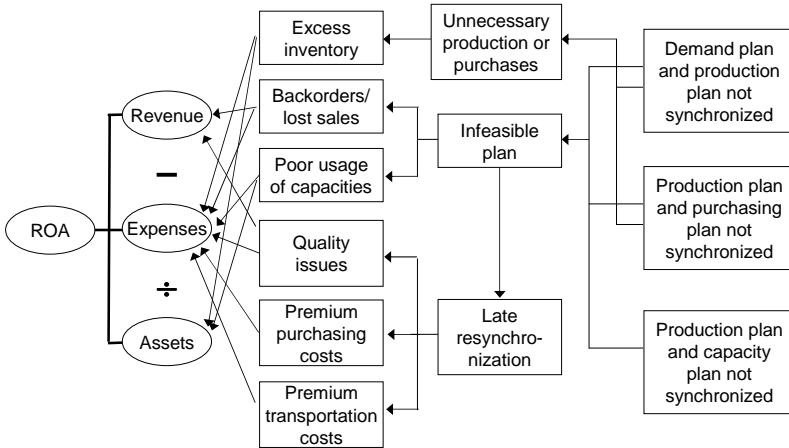 Excess
inventory
Unnecessary
production or
purchases
Demand plan
and production
plan not
synchronized
Revenue
Backorders/
lost sales
Infeasible
plan
–
Poor usage
of capacities
Production plan
and purchasing
plan not
synchronized
ROA
Expenses
Quality
issues
÷
Premium
purchasing
costs
Late
resynchro-
nization
Assets
Production plan
and capacity
plan not
synchronized
Premium
transportation
costs